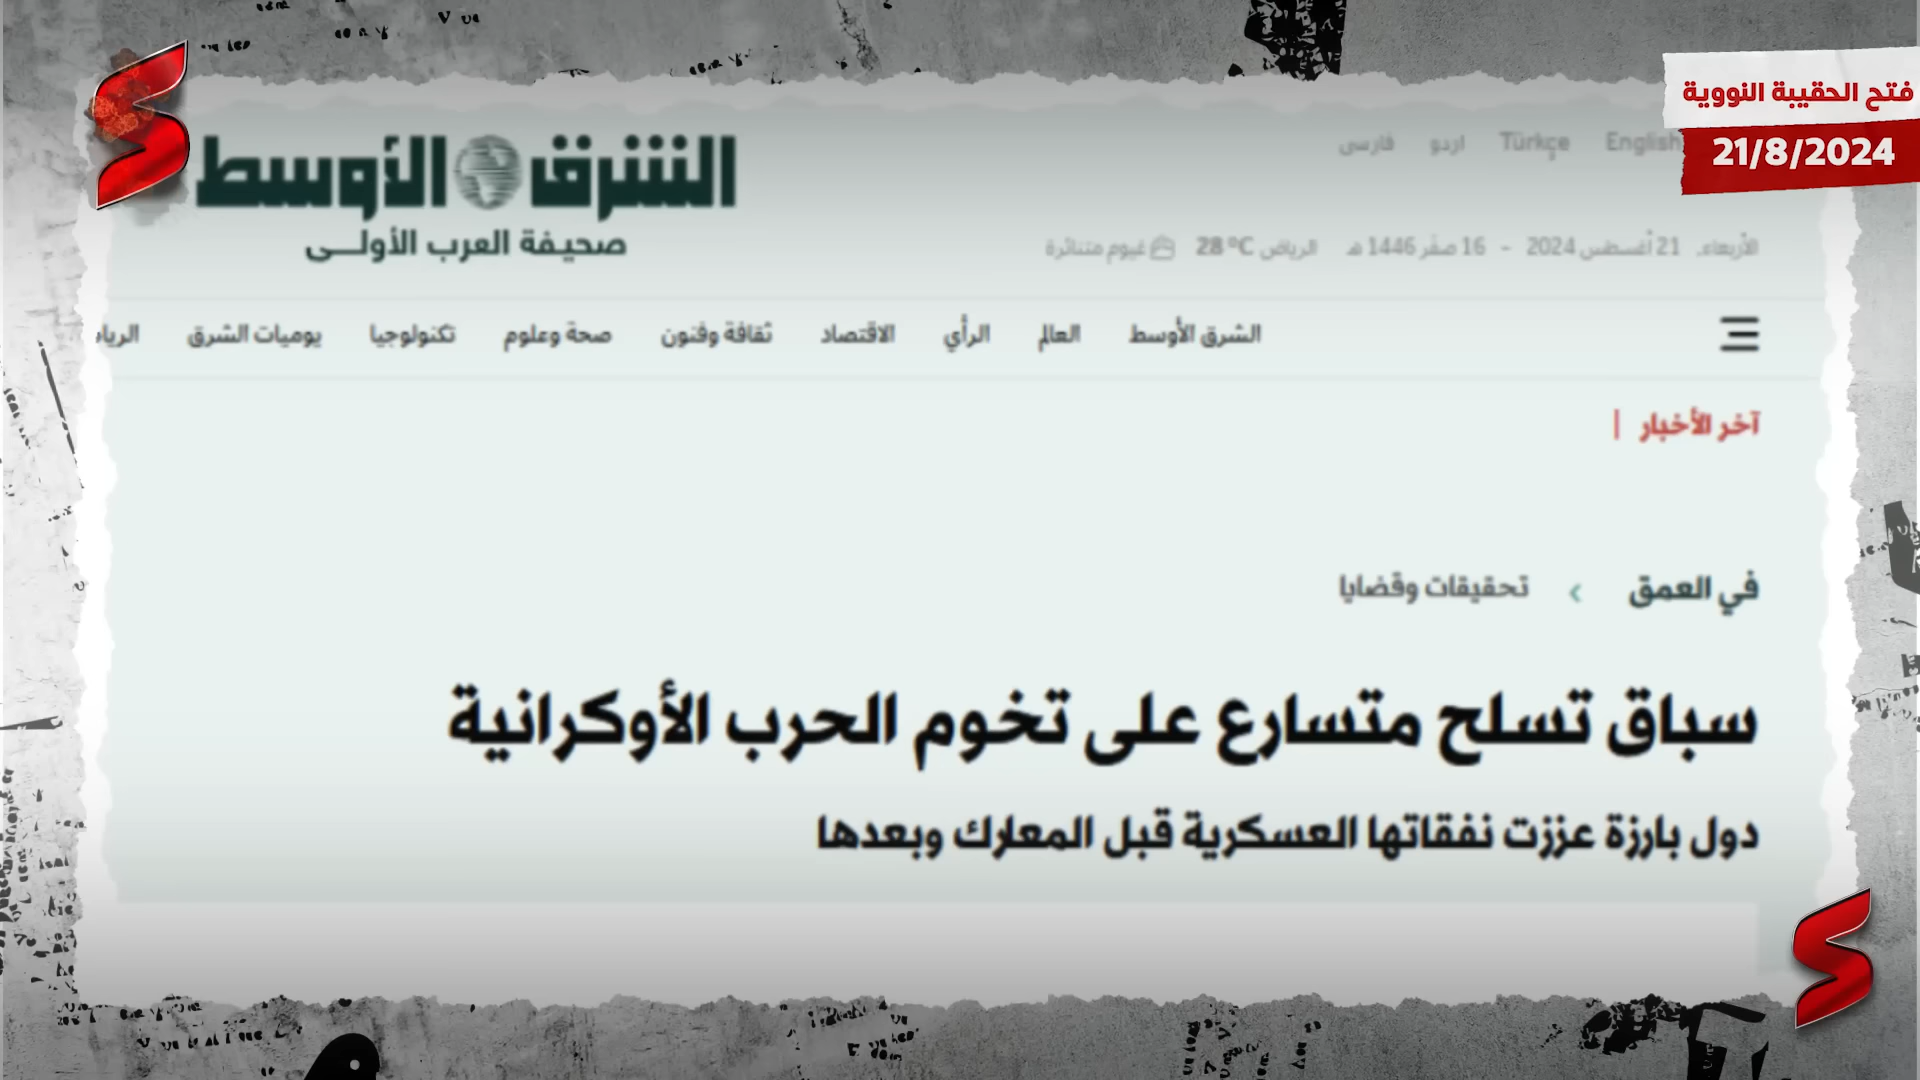 فتح الحقيبة النووية
21/8/2024
English Türkçe اردو فارسى
الشرق الأوسط
صحيفة العرب الأولى
الأربعاء, 21 أغسطس 2024 - 16 صفَر 1446 هـ الرياض 28°C غيوم متناثرة
الشرق الأوسط العالم الرأي الاقتصاد ثقافة وفنون صحة وعلوم تكنولوجيا يوميات الشرق
آخر الأخبار |
في العمق › تحقيقات وقضايا
سباق تسلح متسارع على تخوم الحرب الأوكرانية
دول بارزة عززت نفقاتها العسكرية قبل المعارك وبعدها